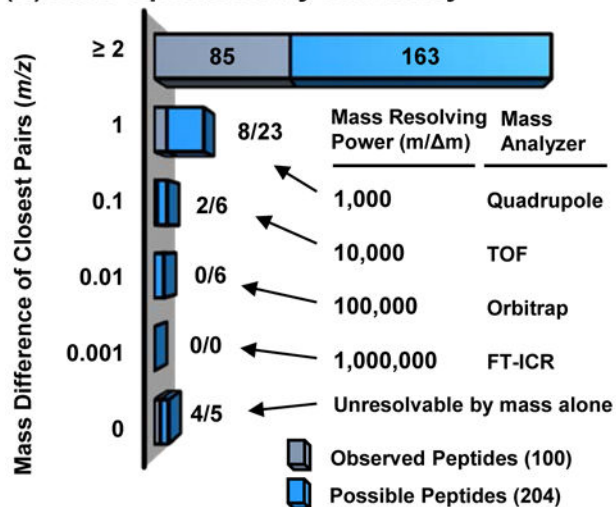 ≥ 2
85
163
1
8/23
0.1
2/6
0.01
0/6
0.001
0/0
0
4/5
Mass Difference of Closest Pairs (m/z)
Mass Resolving Power (m/Δm)
Mass Analyzer
1,000 Quadrupole
10,000 TOF
100,000 Orbitrap
1,000,000 FT-ICR
Unresolvable by mass alone
Observed Peptides (100)
Possible Peptides (204)